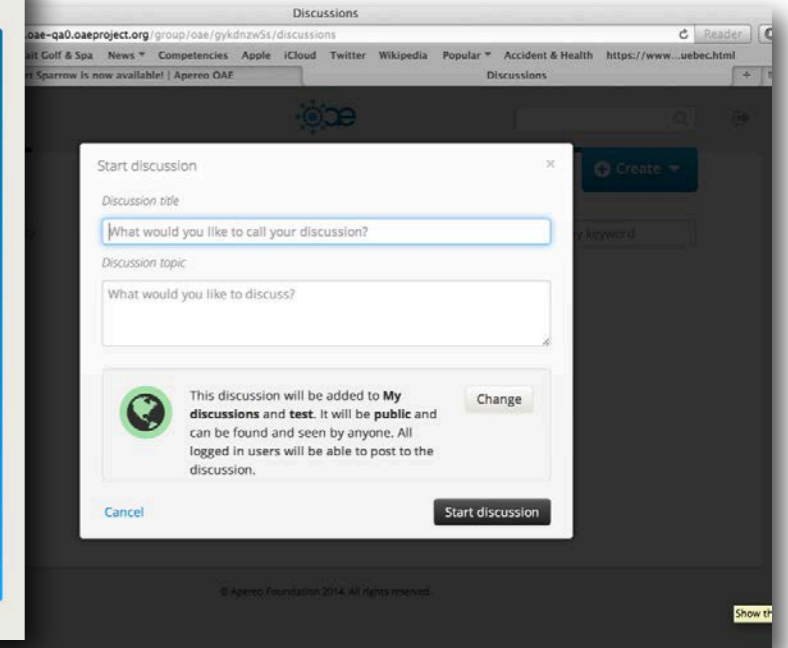 Discussions
.oae-qa0.oaeproject.org/group/oae/gykdnzwSs/discussions
Reader
Golf & Spa News Competencies Apple iCloud Twitter Wikipedia Popular Accident & Health https://www...uebec.html
Sparrow is now available! | Apereo OAE
Discussions
oae
Start discussion
×
Create
Discussion title
What would you like to call your discussion?
keyword
Discussion topic
What would you like to discuss?
This discussion will be added to My
discussions and test. It will be public and
can be found and seen by anyone. All
logged in users will be able to post to the
discussion.
Change
Cancel
Start discussion
© Apereo Foundation 2014. All rights reserved.
Show